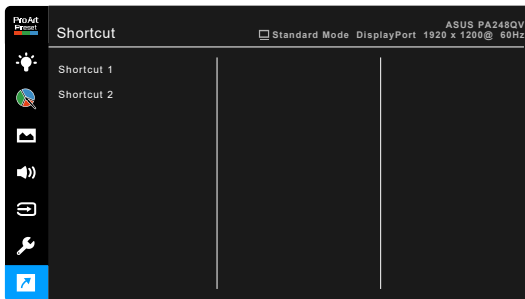 ProArt
Preset
Shortcut
ASUS PA248QV
Standard Mode DisplayPort 1920 x 1200@ 60Hz
Shortcut 1
Shortcut 2